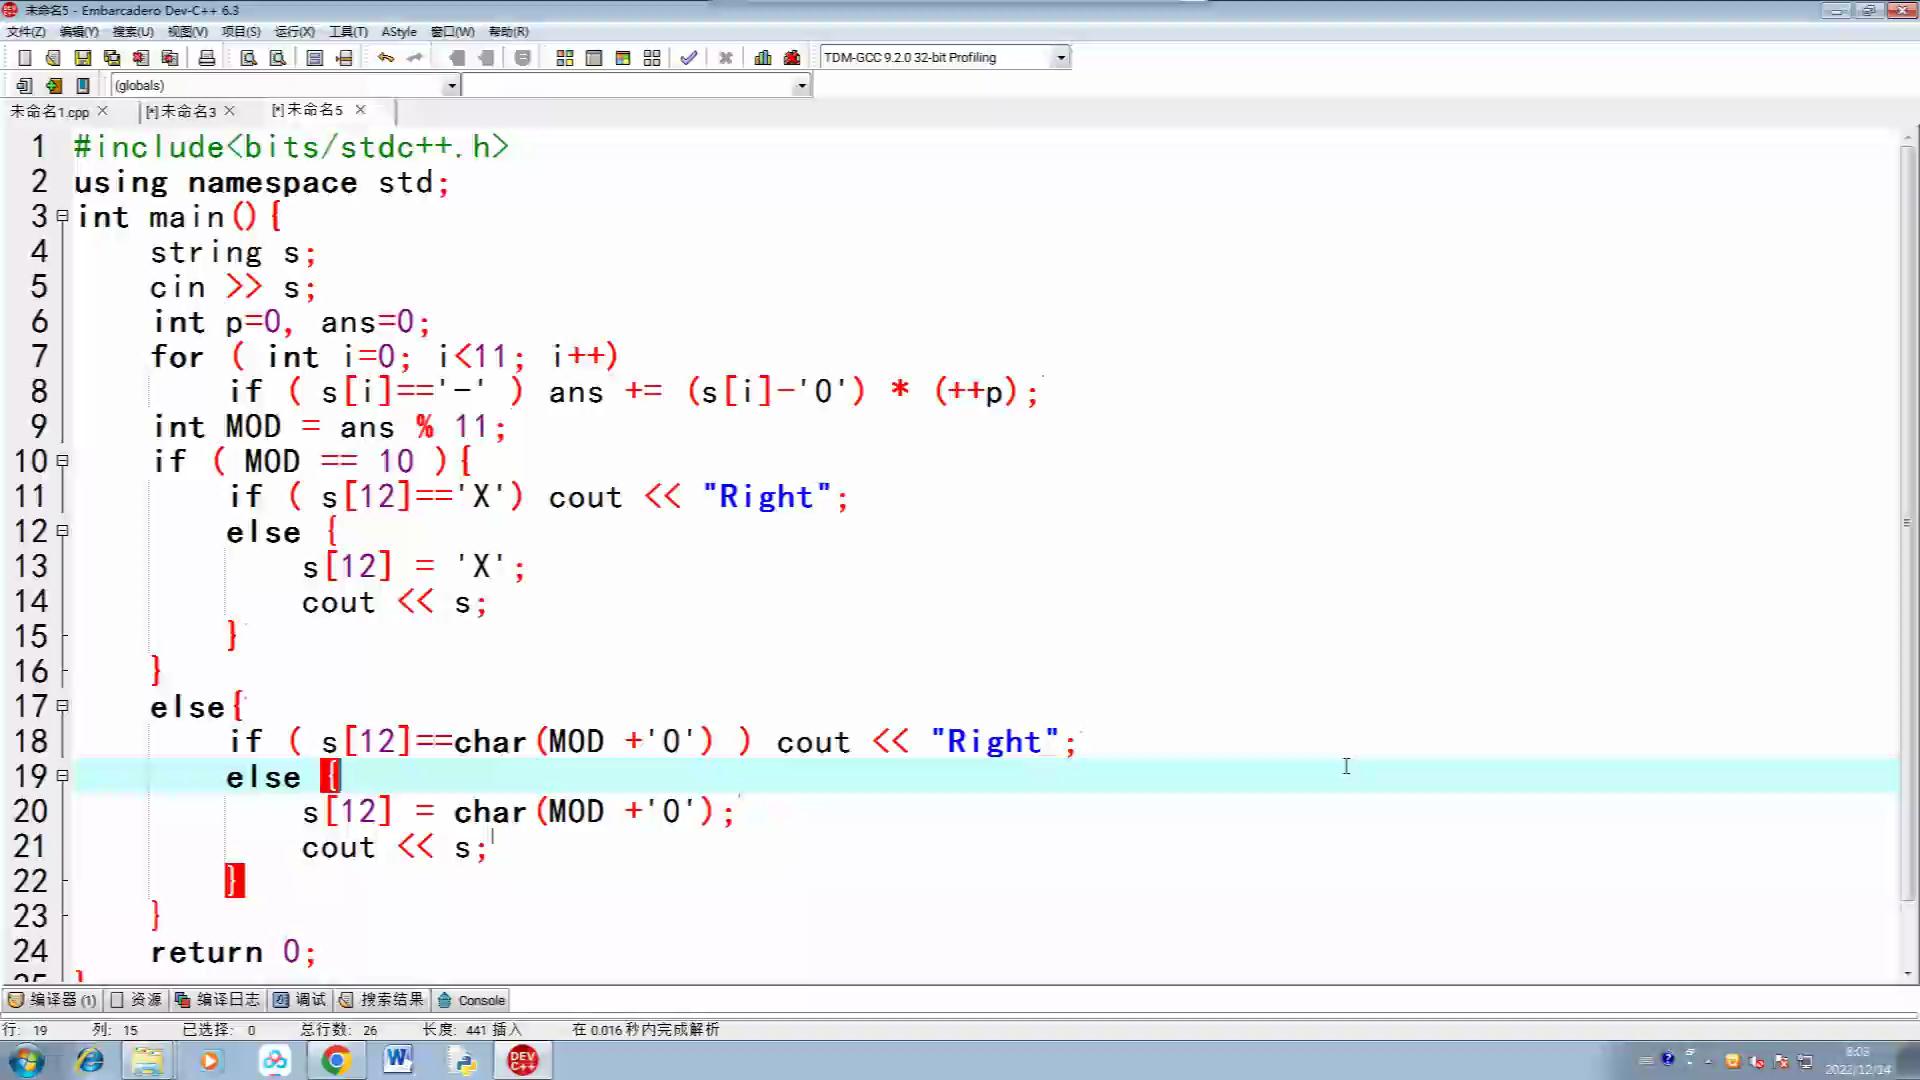 未命名5 - Embarcadero Dev-C++ 6.3
文件(Z) 编辑(Y) 搜索(U) 视图(V) 项目(S) 运行(X) 工具(T) AStyle 窗口(W) 帮助(R)
TDM-GCC 9.2.0 32-bit Profiling
(globals)
未命名1.cpp [*]未命名3 [*]未命名5
1 #include<bits/stdc++.h>
2 using namespace std;
3 int main(){
4 string s;
5 cin >> s;
6 int p=0, ans=0;
7 for ( int i=0; i<11; i++)
8 if ( s[i]=='-' ) ans += (s[i]-'0') * (++p);
9 int MOD = ans % 11;
10 if ( MOD == 10 ){
11 if ( s[12]=='X') cout << "Right";
12 else {
13 s[12] = 'X';
14 cout << s;
15 }
16 }
17 else{
18 if ( s[12]==char(MOD +'0') ) cout << "Right";
19 else {
20 s[12] = char(MOD +'0');
21 cout << s;
22 }
23 }
24 return 0;
25 }
编译器 (1) 资源 编译日志 调试 搜索结果 Console
行: 19 列: 15 已选择: 0 总行数: 26 长度: 441 插入 在 0.016 秒内完成解析
DEV C++
8:03
2022/12/14